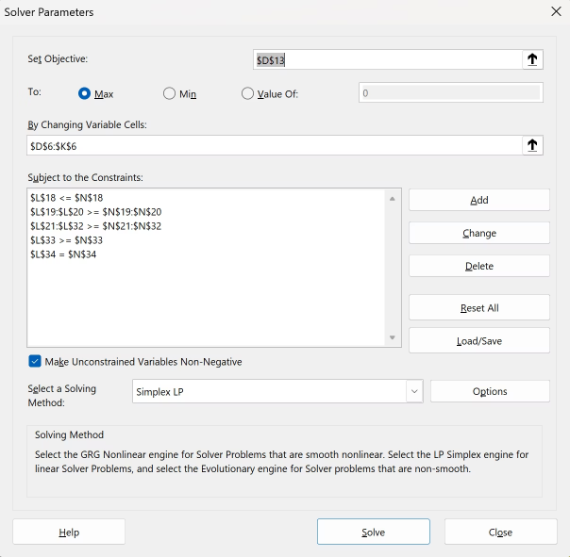 Solver Parameters
Set Objective:
$D$13
To:
Max
Min
Value Of:
0
By Changing Variable Cells:
$D$6:$K$6
Subject to the Constraints:
$L$18 <= $N$18
$L$19:$L$20 >= $N$19:$N$20
$L$21:$L$32 >= $N$21:$N$32
$L$33 >= $N$33
$L$34 = $N$34
Add
Change
Delete
Reset All
Load/Save
Make Unconstrained Variables Non-Negative
Select a Solving
Method:
Simplex LP
Options
Solving Method
Select the GRG Nonlinear engine for Solver Problems that are smooth nonlinear. Select the LP Simplex engine for
linear Solver Problems, and select the Evolutionary engine for Solver problems that are non-smooth.
Help
Solve
Close